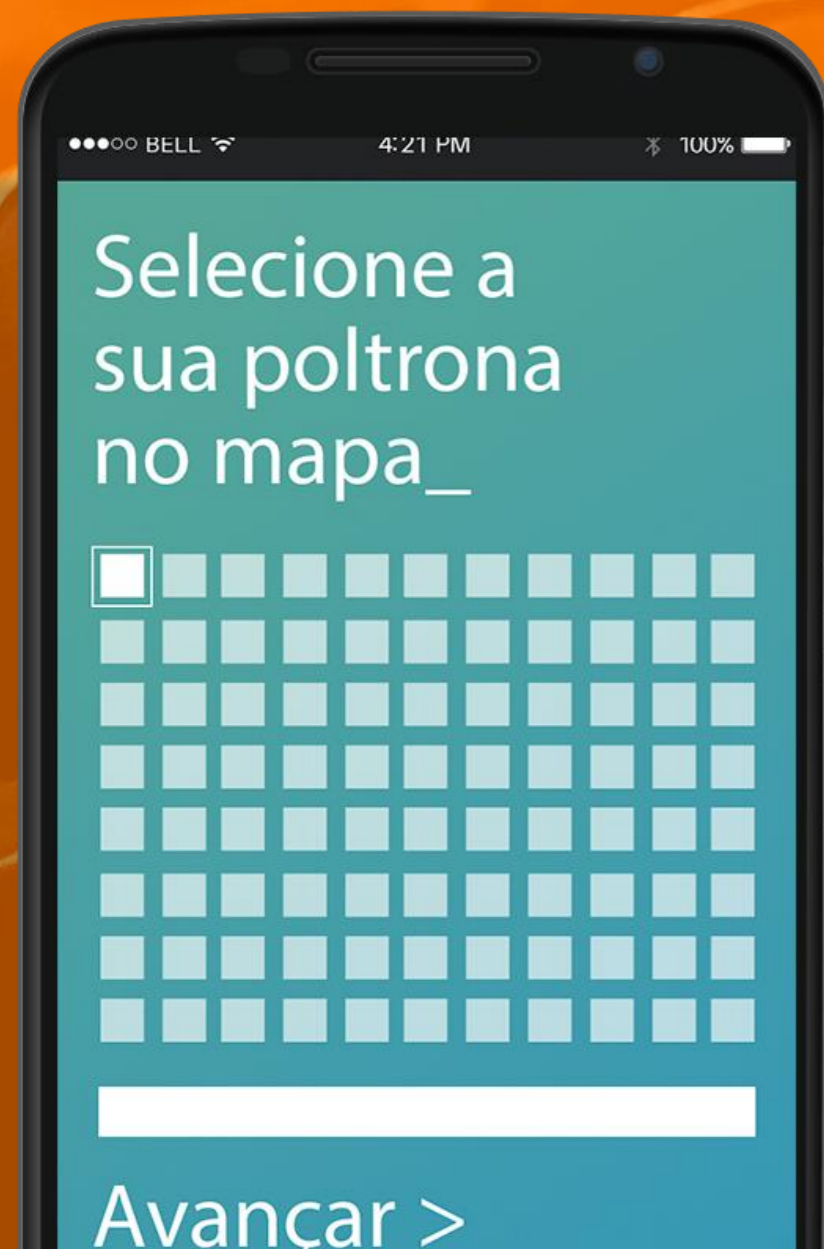 ●●●○○ BELL 4:21 PM 100%
Selecione a
sua poltrona
no mapa_
Avançar >